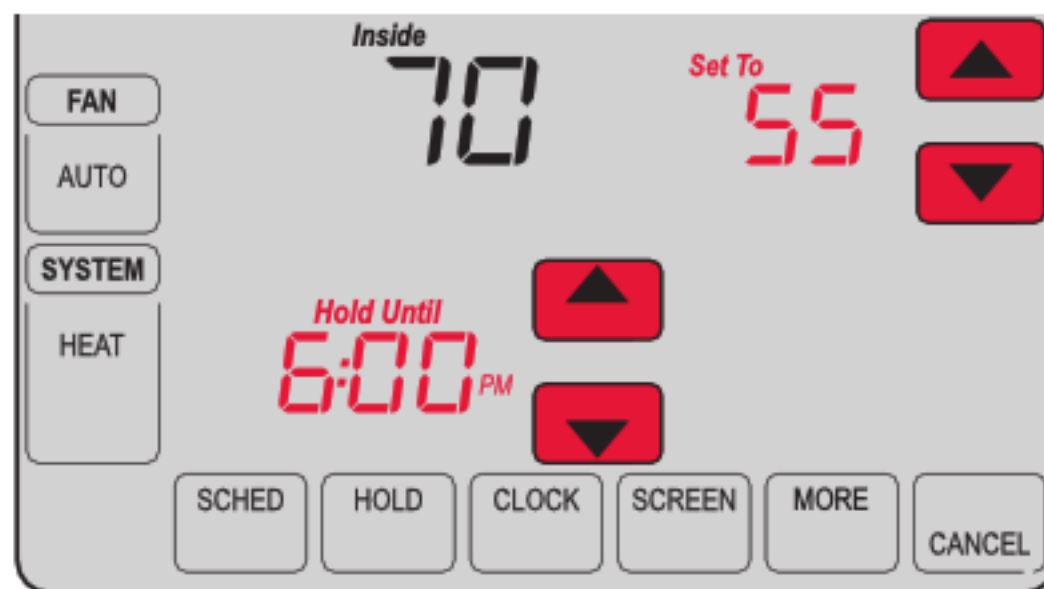 Inside
70
Set To
55
FAN
AUTO
SYSTEM
HEAT
Hold Until
6:00 PM
SCHED
HOLD
CLOCK
SCREEN
MORE
CANCEL